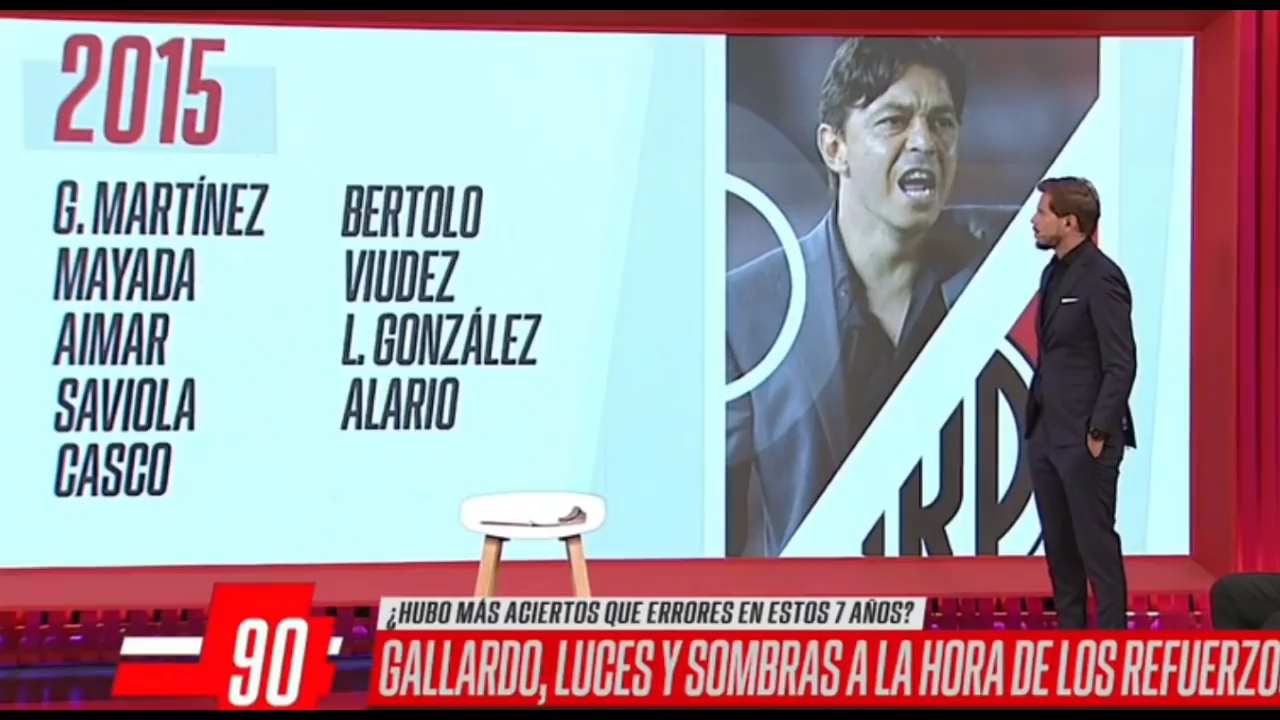 2015
G. MARTÍNEZ
MAYADA
AIMAR
SAVIOLA
CASCO
BERTOLO
VIUDEZ
L. GONZÁLEZ
ALARIO
90
¿HUBO MÁS ACIERTOS QUE ERRORES EN ESTOS 7 AÑOS?
GALLARDO, LUCES Y SOMBRAS A LA HORA DE LOS REFUERZO